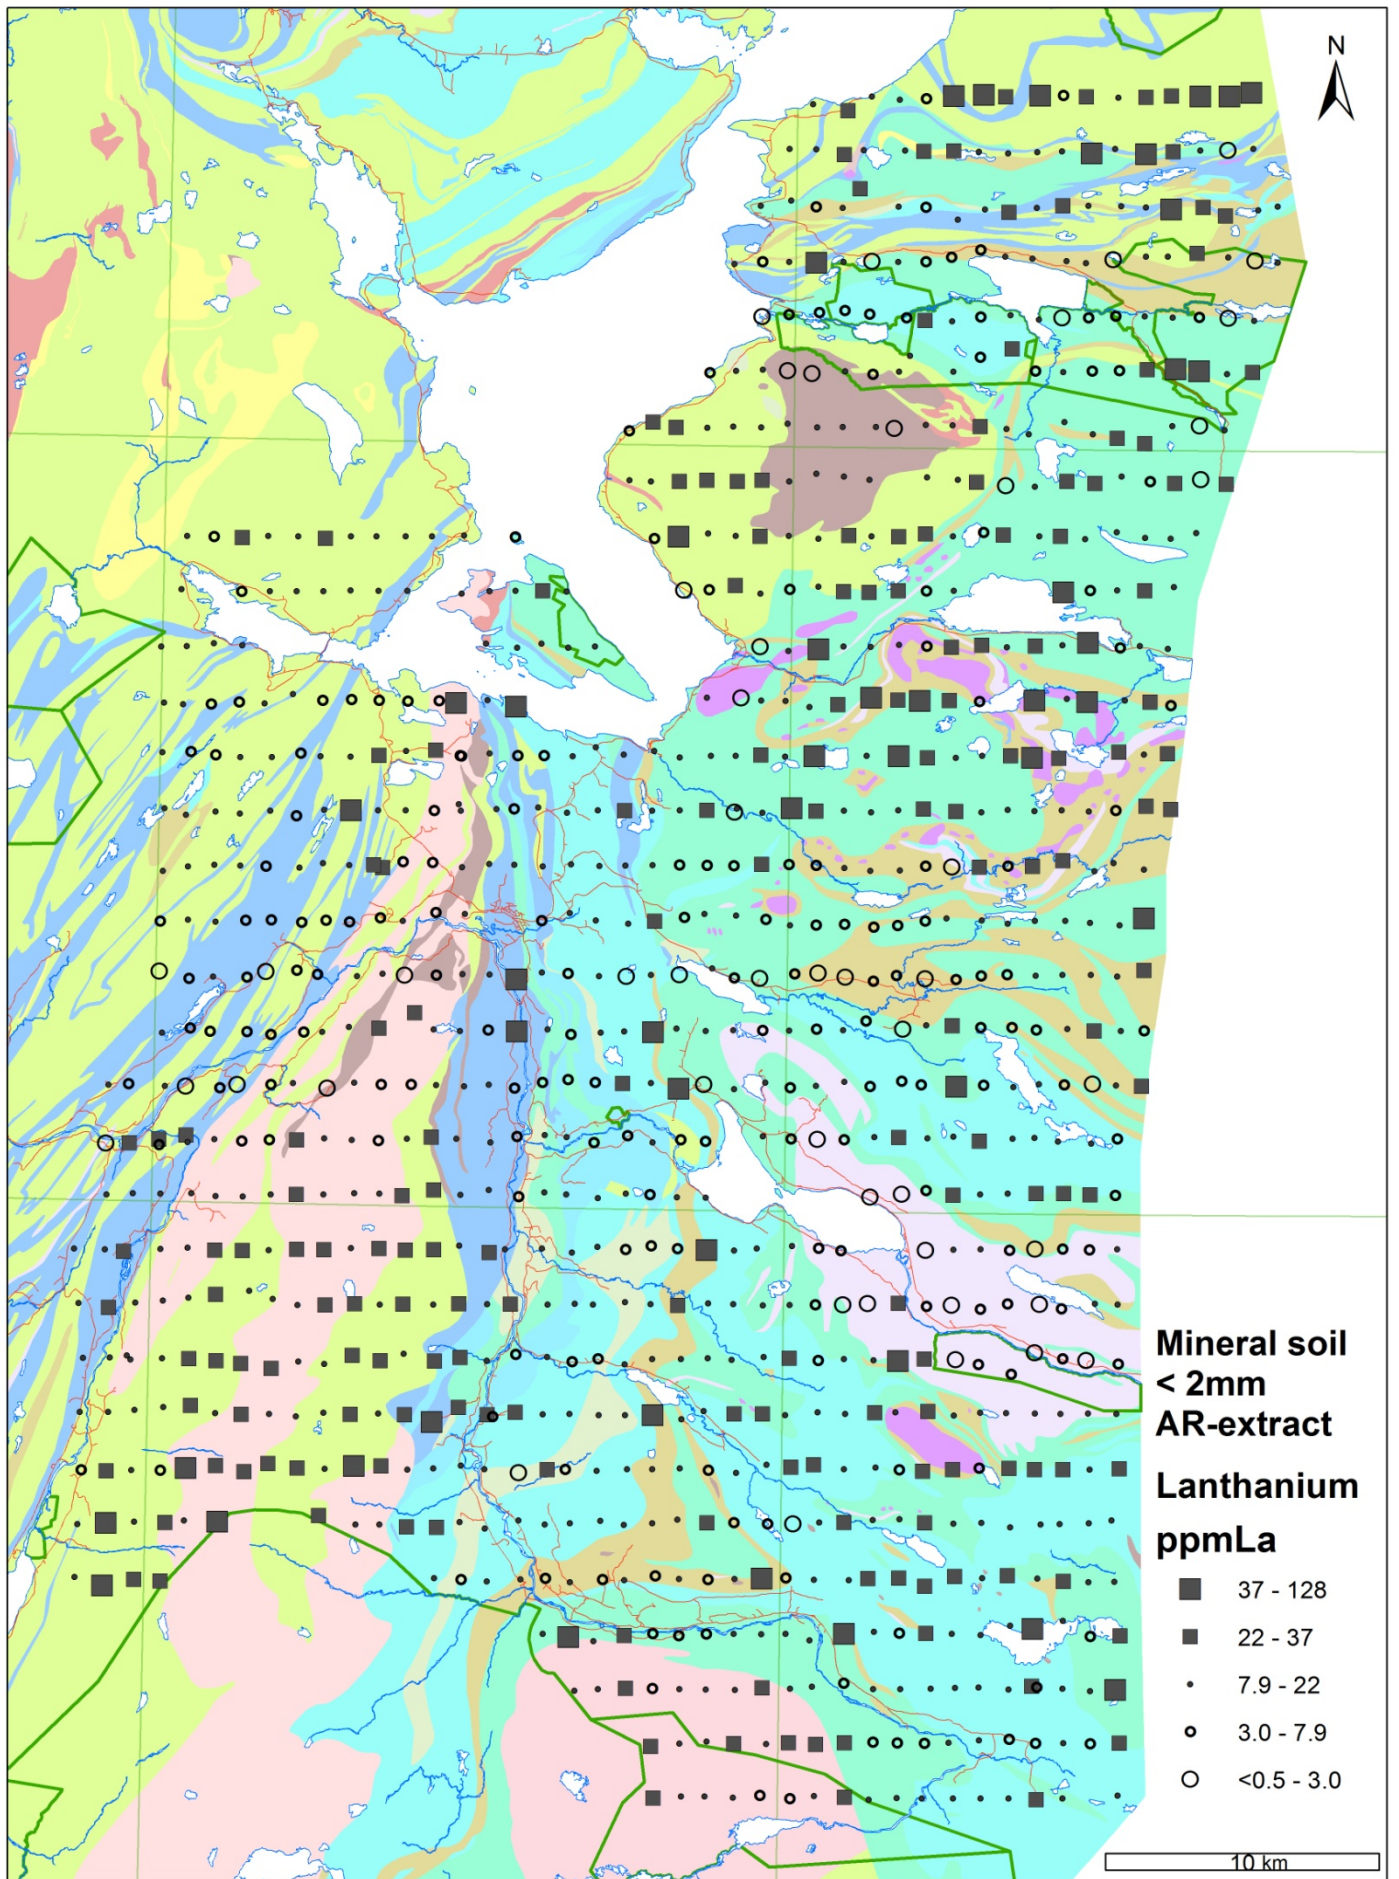 N
Mineral soil
< 2mm
AR-extract
Lanthanium
ppmLa
37 - 128
22 - 37
7.9 - 22
3.0 - 7.9
<0.5 - 3.0
10 km